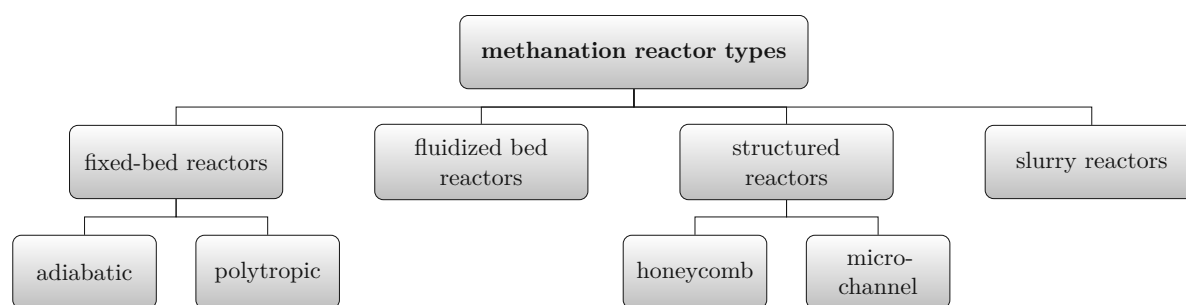 methanation reactor types
fixed-bed reactors
fluidized bed
reactors
structured
reactors
slurry reactors
adiabatic
polytropic
honeycomb
micro-
channel